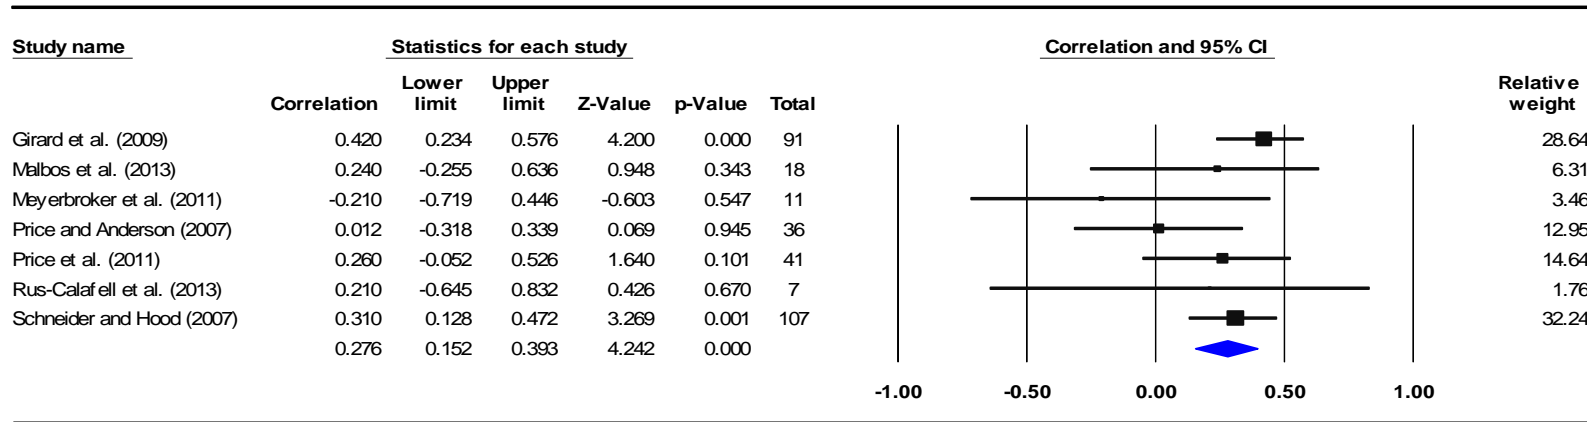 Study name Statistics for each study Correlation and 95% CI
Lower Upper Relative
Correlation limit limit Z-Value p-Value Total weight
Girard et al. (2009) 0.420 0.234 0.576 4.200 0.000 91 28.64
Malbos et al. (2013) 0.240 -0.255 0.636 0.948 0.343 18 6.31
Meyerbroker et al. (2011) -0.210 -0.719 0.446 -0.603 0.547 11 3.46
Price and Anderson (2007) 0.012 -0.318 0.339 0.069 0.945 36 12.95
Price et al. (2011) 0.260 -0.052 0.526 1.640 0.101 41 14.64
Rus-Calafell et al. (2013) 0.210 -0.645 0.832 0.426 0.670 7 1.76
Schneider and Hood (2007) 0.310 0.128 0.472 3.269 0.001 107 32.24
0.276 0.152 0.393 4.242 0.000
-1.00 -0.50 0.00 0.50 1.00